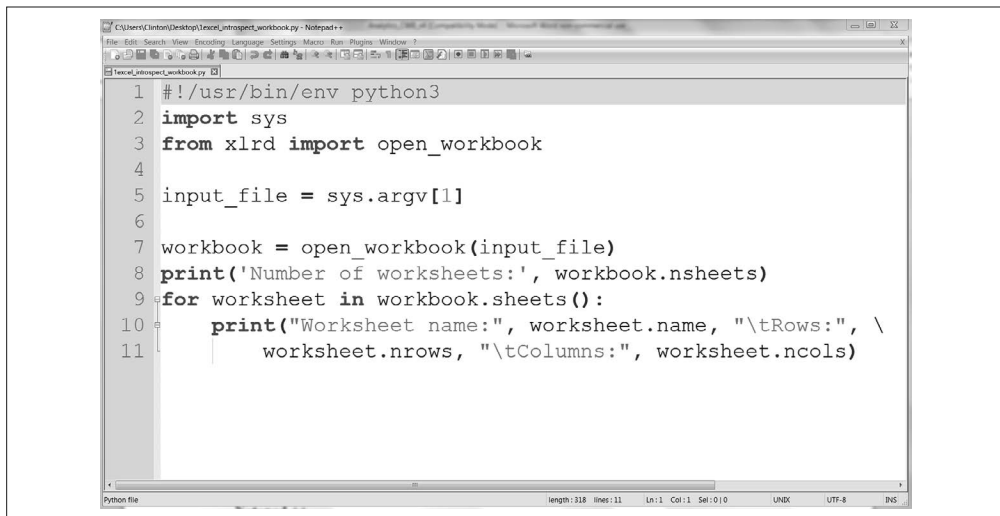 C:\Users\Clinton\Desktop\1excel_introspect_workbook.py - Notepad++
File Edit Search View Encoding Language Settings Macro Run Plugins Window ?
X
1excel_introspect_workbook.py
1 #!/usr/bin/env python3
2 import sys
3 from xlrd import open_workbook
4
5 input_file = sys.argv[1]
6
7 workbook = open_workbook(input_file)
8 print('Number of worksheets:', workbook.nsheets)
9 for worksheet in workbook.sheets():
10     print("Worksheet name:", worksheet.name, "\tRows:", \
11         worksheet.nrows, "\tColumns:", worksheet.ncols)
Python file length : 318 lines : 11 Ln : 1 Col : 1 Sel : 0 | 0 UNIX UTF-8 INS